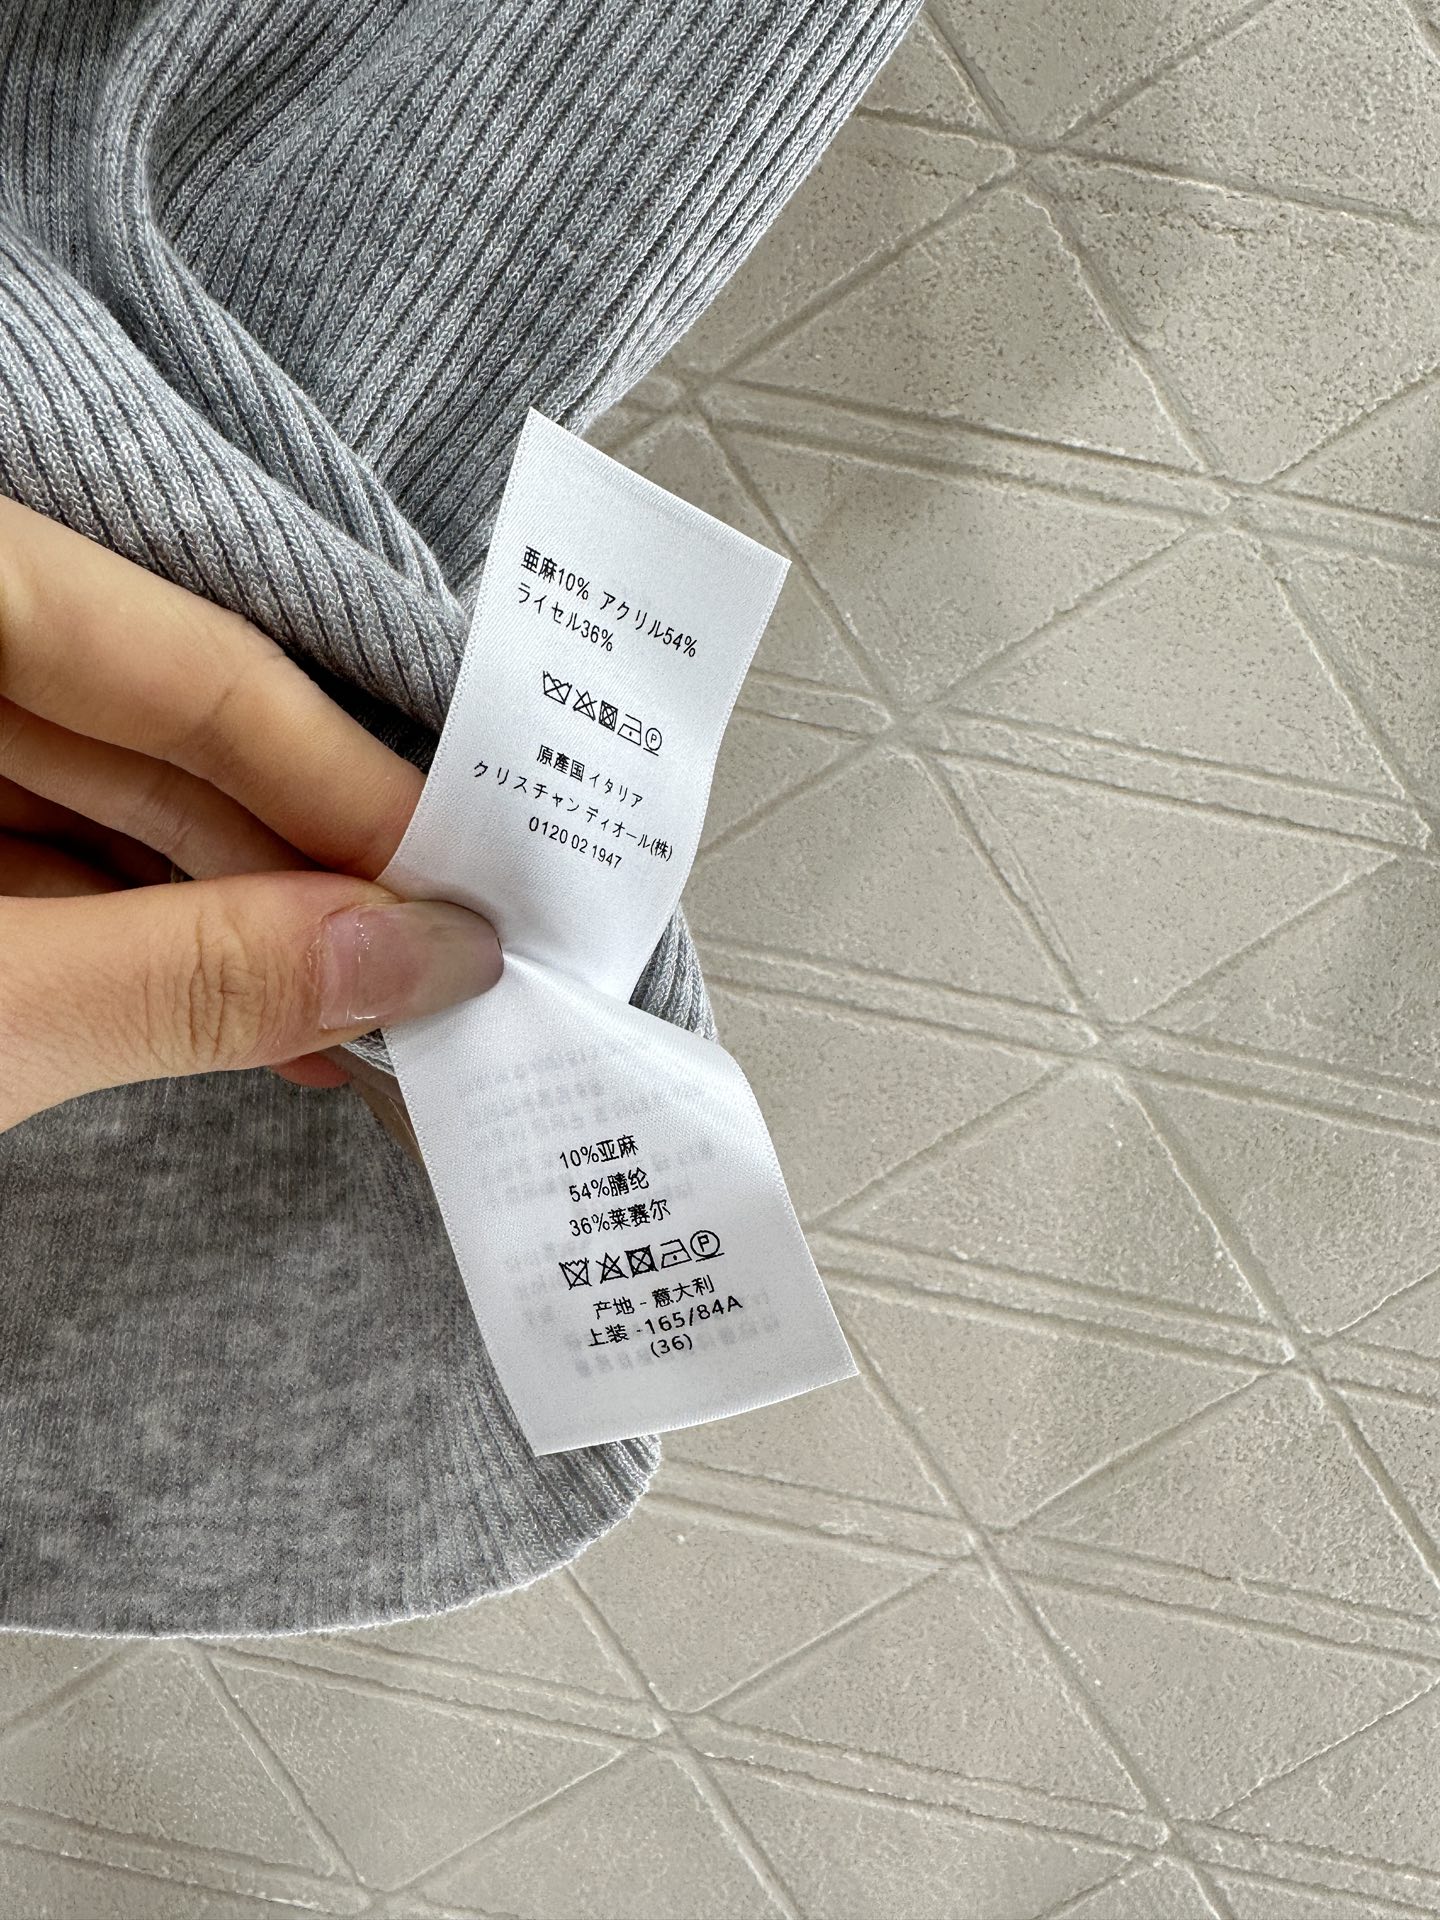 亜麻10% アクリル54%
ライセル36%
P
原產国イタリア
クリスチャン ディオール(株)
0120 02 1947
10%亚麻
54%腈纶
36%莱赛尔
P
产地 - 意大利
上装 -165/84A
(36)